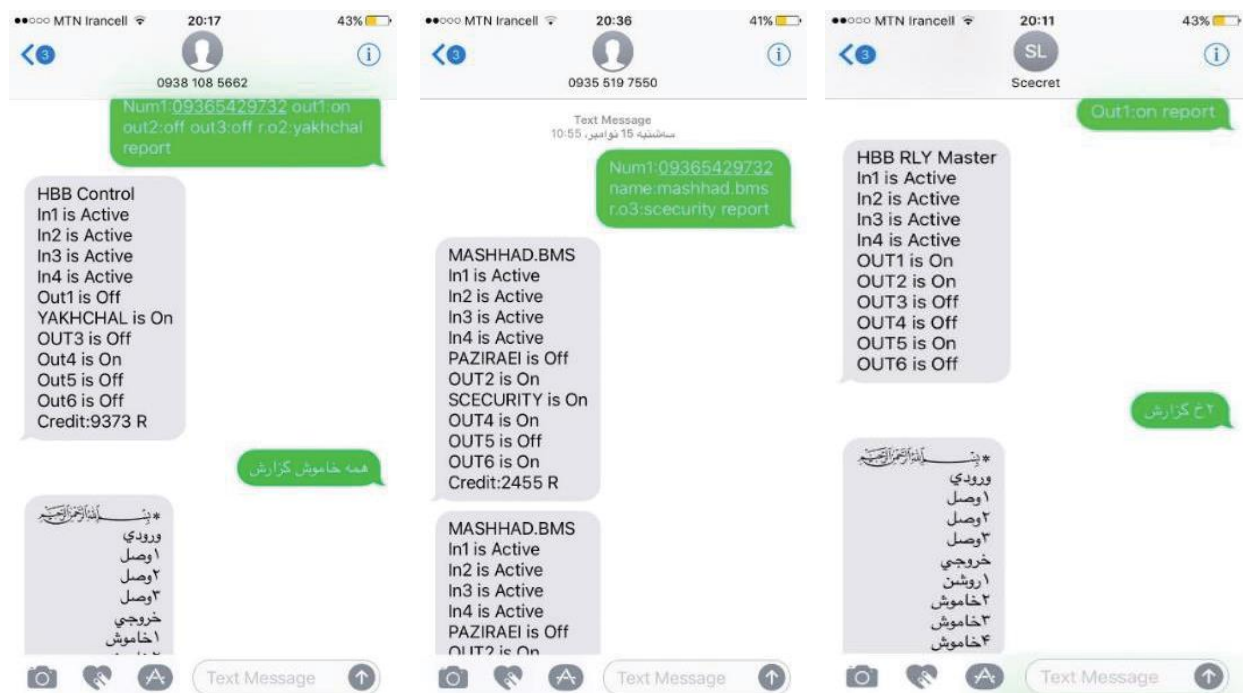 MTN Irancell 20:17 43%
3
0938 108 5662
Num1:09365429732 out1:on
out2:off out3:off r.o2:yakhchal
report
HBB Control
In1 is Active
In2 is Active
In3 is Active
In4 is Active
Out1 is Off
YAKHCHAL is On
OUT3 is Off
Out4 is On
Out5 is Off
Out6 is Off
Credit:9373 R
همه خاموش گزارش
*﷽
ورودي
۱وصل
۲وصل
۳وصل
خروجي
۱خاموش
Text Message
MTN Irancell 20:36 41%
3
0935 519 7550
Text Message
سه‌شنبه 15 نوامبر، 10:55
Num1:09365429732
name:mashhad.bms
r.o3:scecurity report
MASHHAD.BMS
In1 is Active
In2 is Active
In3 is Active
In4 is Active
PAZIRAEI is Off
OUT2 is On
SCECURITY is On
OUT4 is On
OUT5 is Off
OUT6 is On
Credit:2455 R
MASHHAD.BMS
In1 is Active
In2 is Active
In3 is Active
In4 is Active
PAZIRAEI is Off
OUT2 is On
Text Message
MTN Irancell 20:11 43%
3
SL
Scecret
Out1:on report
HBB RLY Master
In1 is Active
In2 is Active
In3 is Active
In4 is Active
OUT1 is On
OUT2 is On
OUT3 is Off
OUT4 is Off
OUT5 is On
OUT6 is Off
۲خ گزارش
*﷽
ورودي
۱وصل
۲وصل
۳وصل
خروجي
۱روشن
۲خاموش
۳خاموش
۴خاموش
Text Message